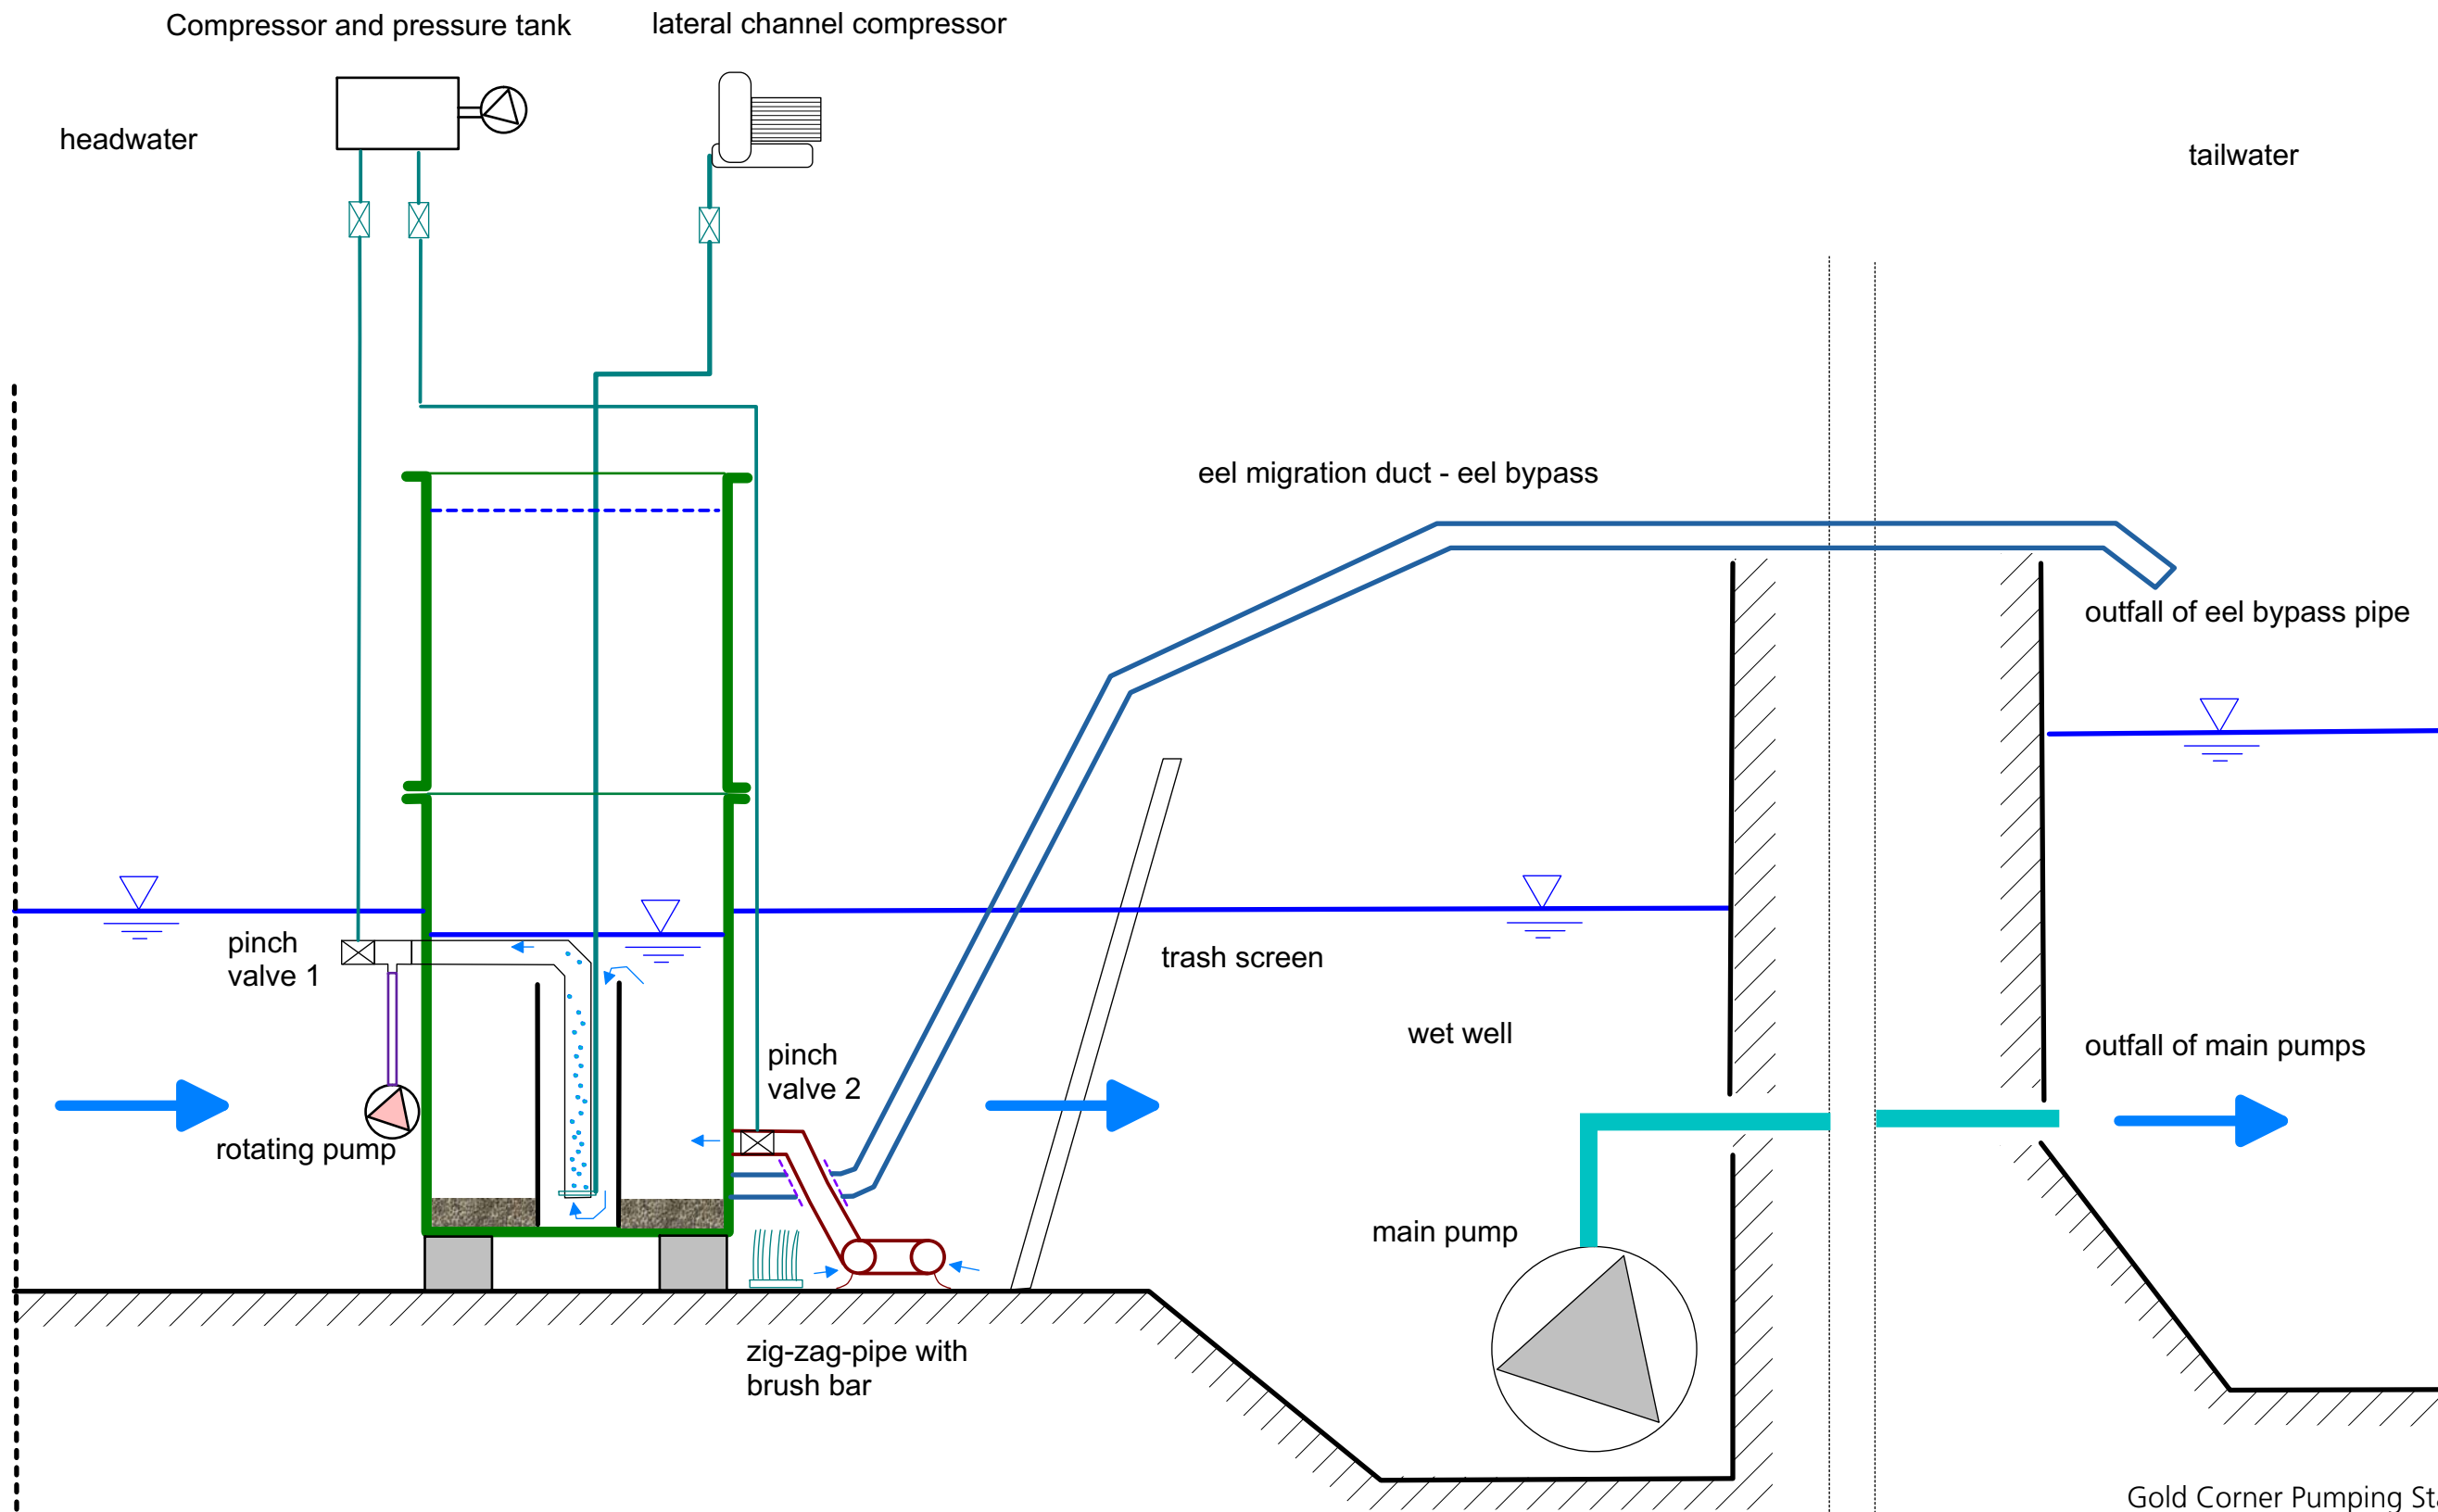 Compressor and pressure tank
lateral channel compressor
headwater
tailwater
eel migration duct - eel bypass
outfall of eel bypass pipe
pinch
valve 1
trash screen
wet well
outfall of main pumps
pinch
valve 2
rotating pump
main pump
zig-zag-pipe with
brush bar
Gold Corner Pumping Sta